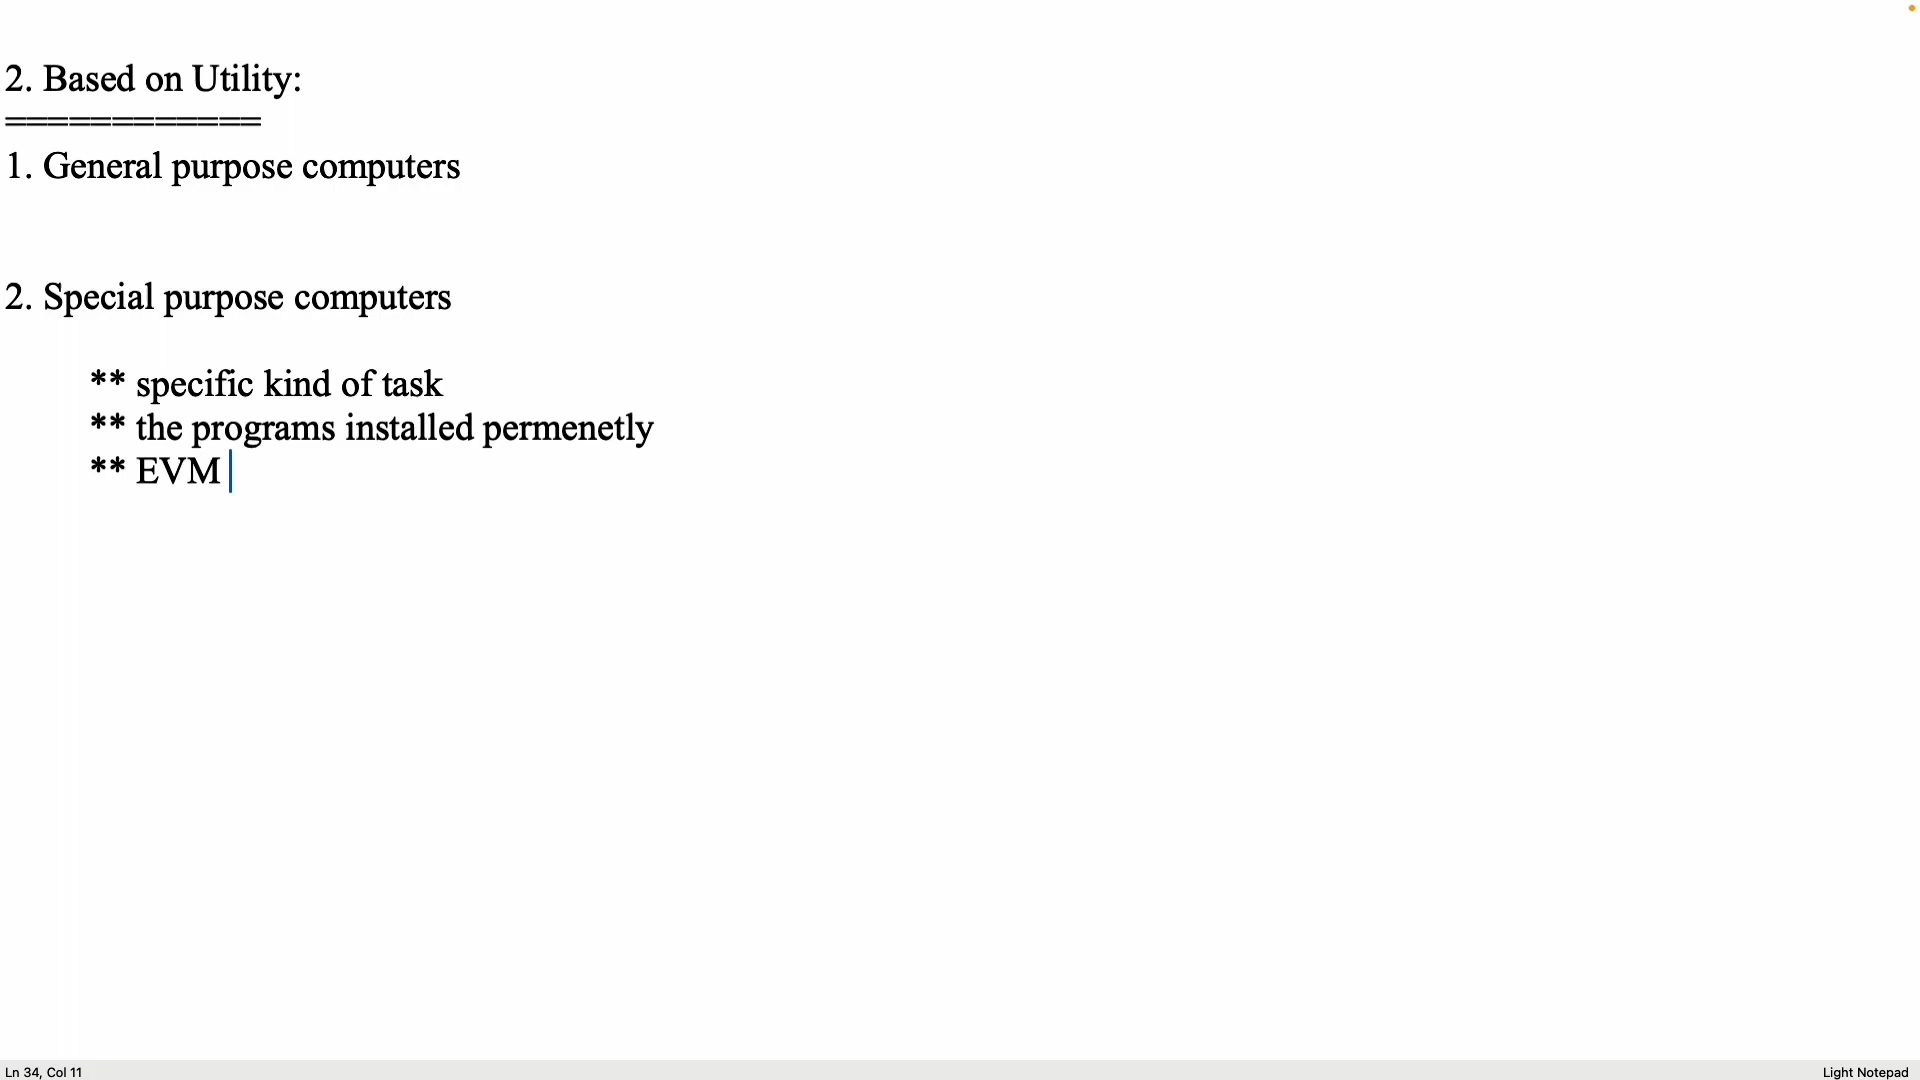 2. Based on Utility:
============
1. General purpose computers
2. Special purpose computers
** specific kind of task
** the programs installed permenetly
** EVM
Ln 34, Col 11
Light Notepad